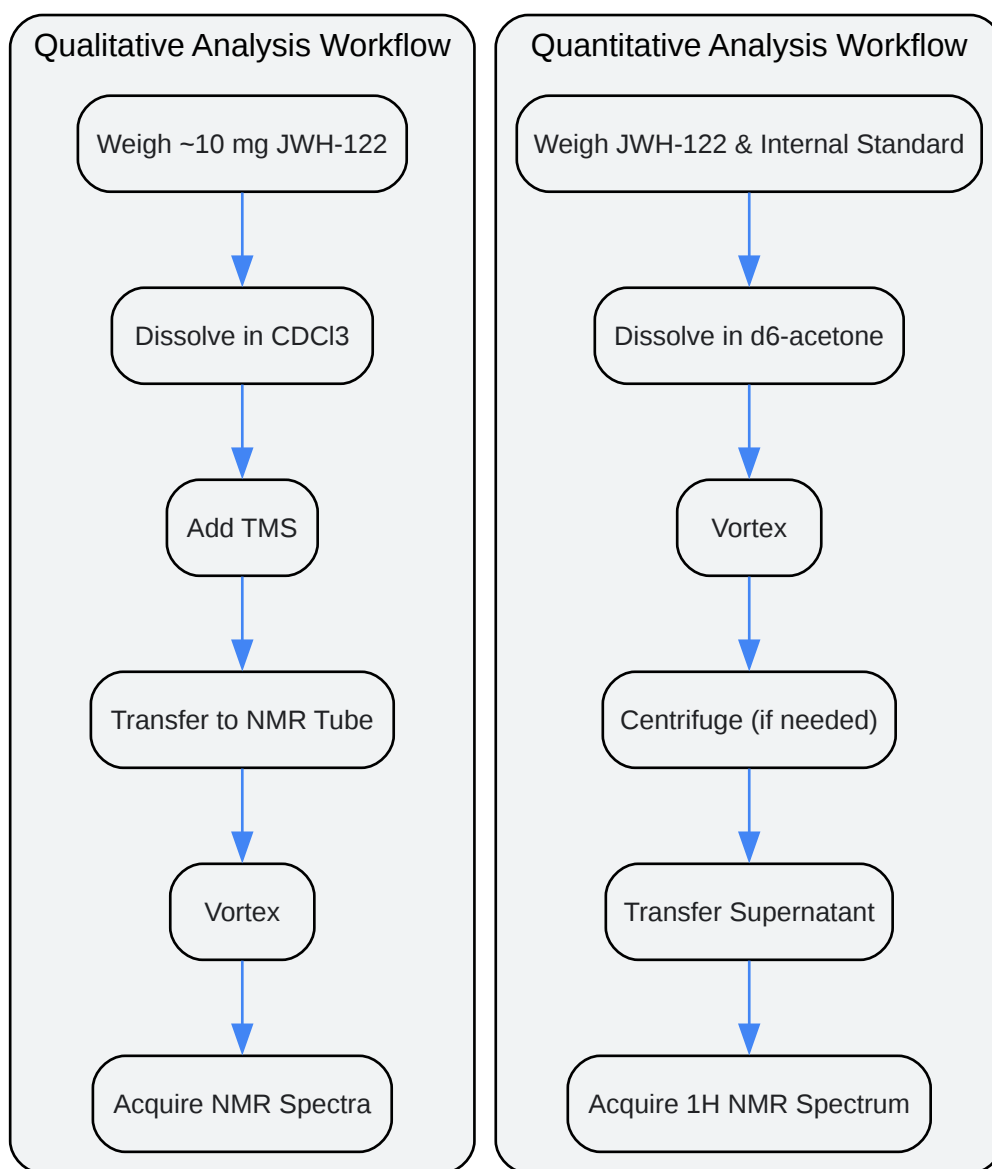 Qualitative Analysis Workflow
Weigh ~10 mg JWH-122
Dissolve in CDCl3
Add TMS
Transfer to NMR Tube
Vortex
Acquire NMR Spectra
Quantitative Analysis Workflow
Weigh JWH-122 & Internal Standard
Dissolve in d6-acetone
Vortex
Centrifuge (if needed)
Transfer Supernatant
Acquire 1H NMR Spectrum